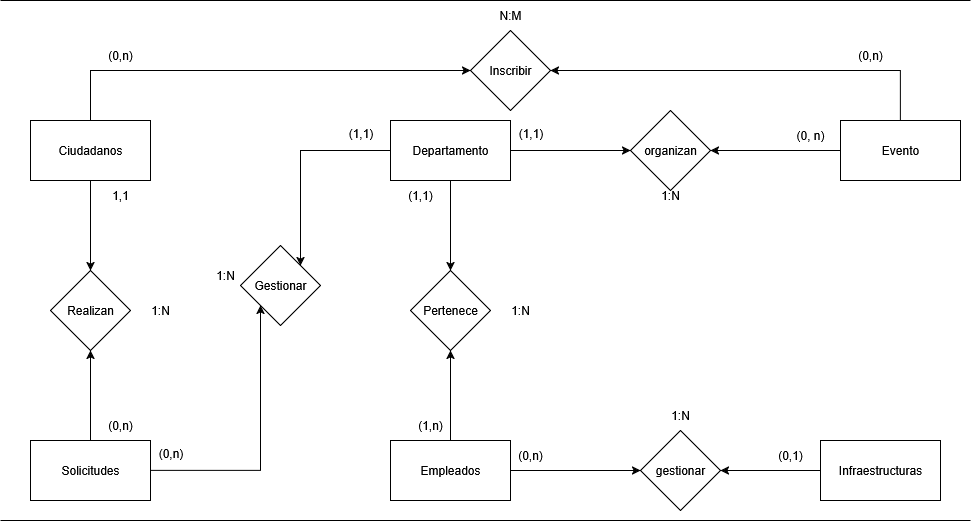 N:M
(0,n)
Inscribir
(0,n)
Ciudadanos
(1,1)
Departamento
(1,1)
organizan
(0, n)
Evento
1,1
(1,1)
1:N
1:N
Gestionar
Realizan
1:N
Pertenece
1:N
(0,n)
(0,n)
(1,n)
1:N
Solicitudes
Empleados
(0,n)
gestionar
(0,1)
Infraestructuras